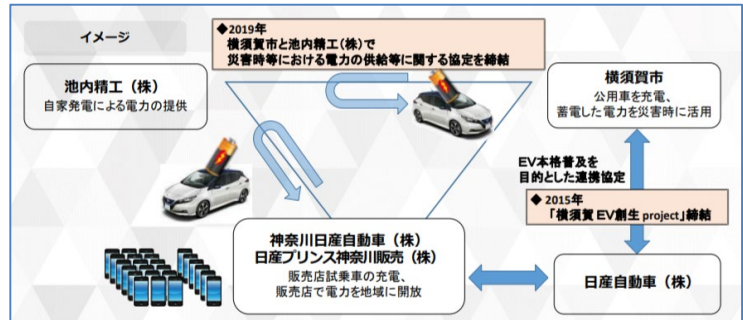 イメージ
◆2019年
横須賀市と池内精工(株)で
災害時等における電力の供給等に関する協定を締結
池内精工(株)
自家発電による電力の提供
横須賀市
公用車を充電、
蓄電した電力を災害時に活用
EV本格普及を
目的とした連携協定
◆ 2015年
「横須賀 EV創生 project」締結
神奈川日産自動車(株)
日産プリンス神奈川販売(株)
販売店試乗車の充電、
販売店で電力を地域に開放
日産自動車(株)